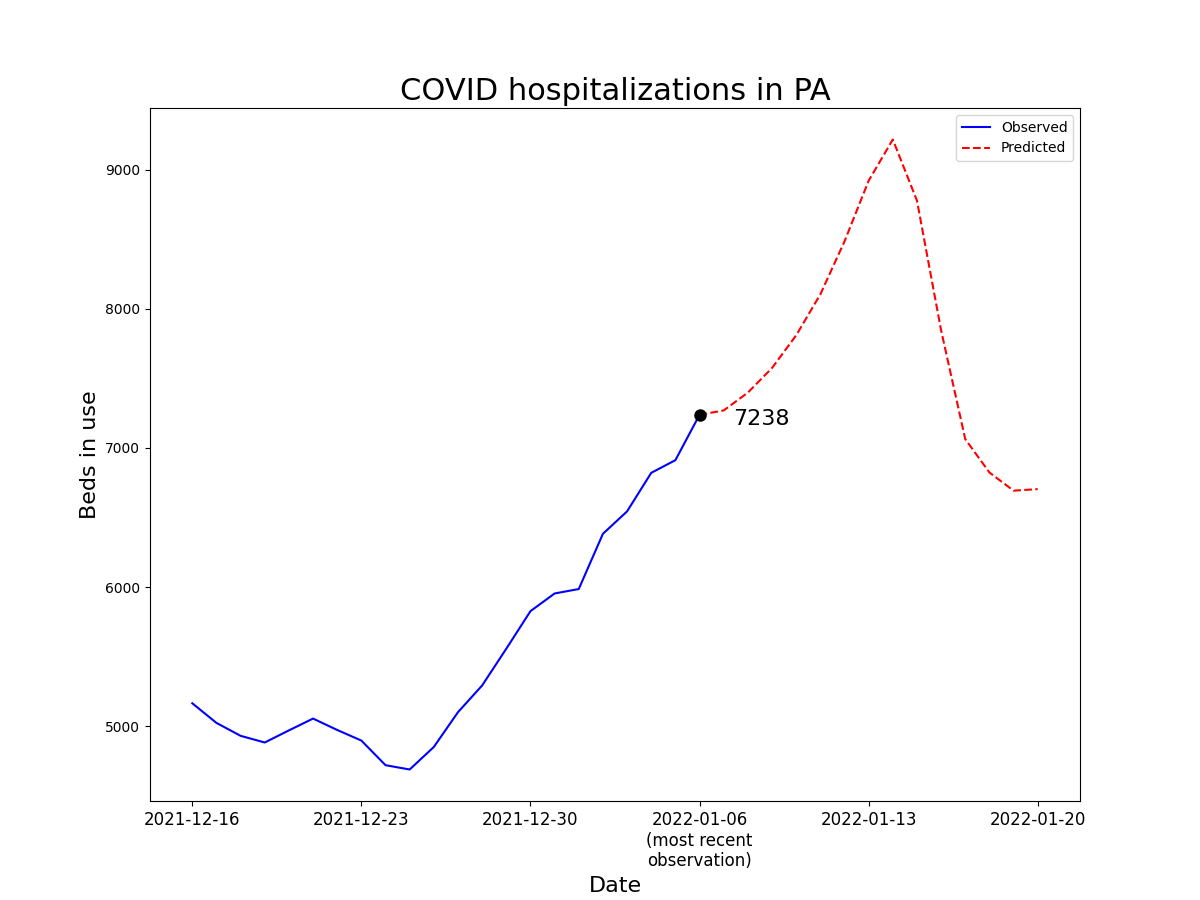 COVID hospitalizations in PA
Observed
Predicted
9000
8000
7000
6000
5000
Beds in use
7238
2021-12-16
2021-12-23
2021-12-30
2022-01-06
(most recent
observation)
2022-01-13
2022-01-20
Date